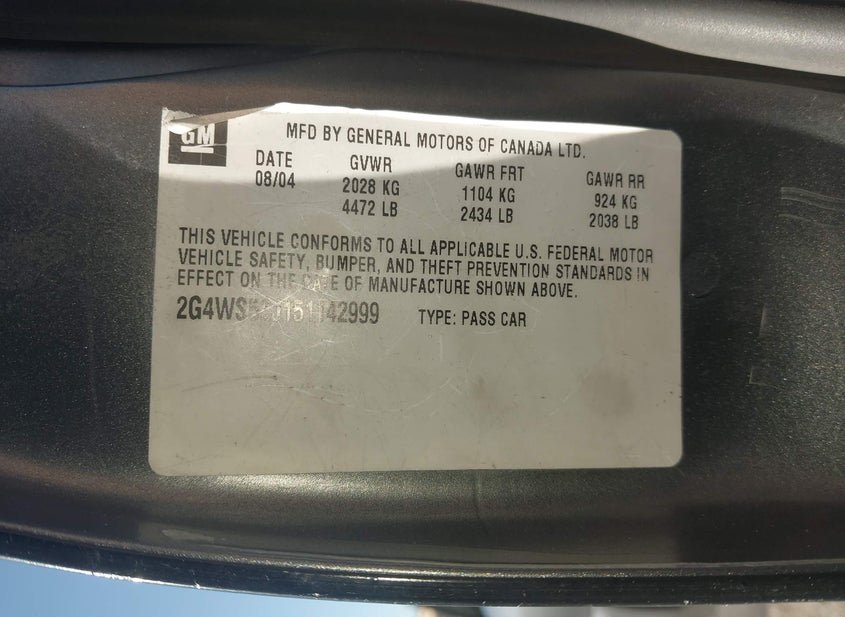 GM
MFD BY GENERAL MOTORS OF CANADA LTD.
DATE GVWR GAWR FRT GAWR RR
08/04 2028 KG 1104 KG 924 KG
4472 LB 2434 LB 2038 LB
THIS VEHICLE CONFORMS TO ALL APPLICABLE U.S. FEDERAL MOTOR
VEHICLE SAFETY, BUMPER, AND THEFT PREVENTION STANDARDS IN
EFFECT ON THE DATE OF MANUFACTURE SHOWN ABOVE.
TYPE: PASS CAR